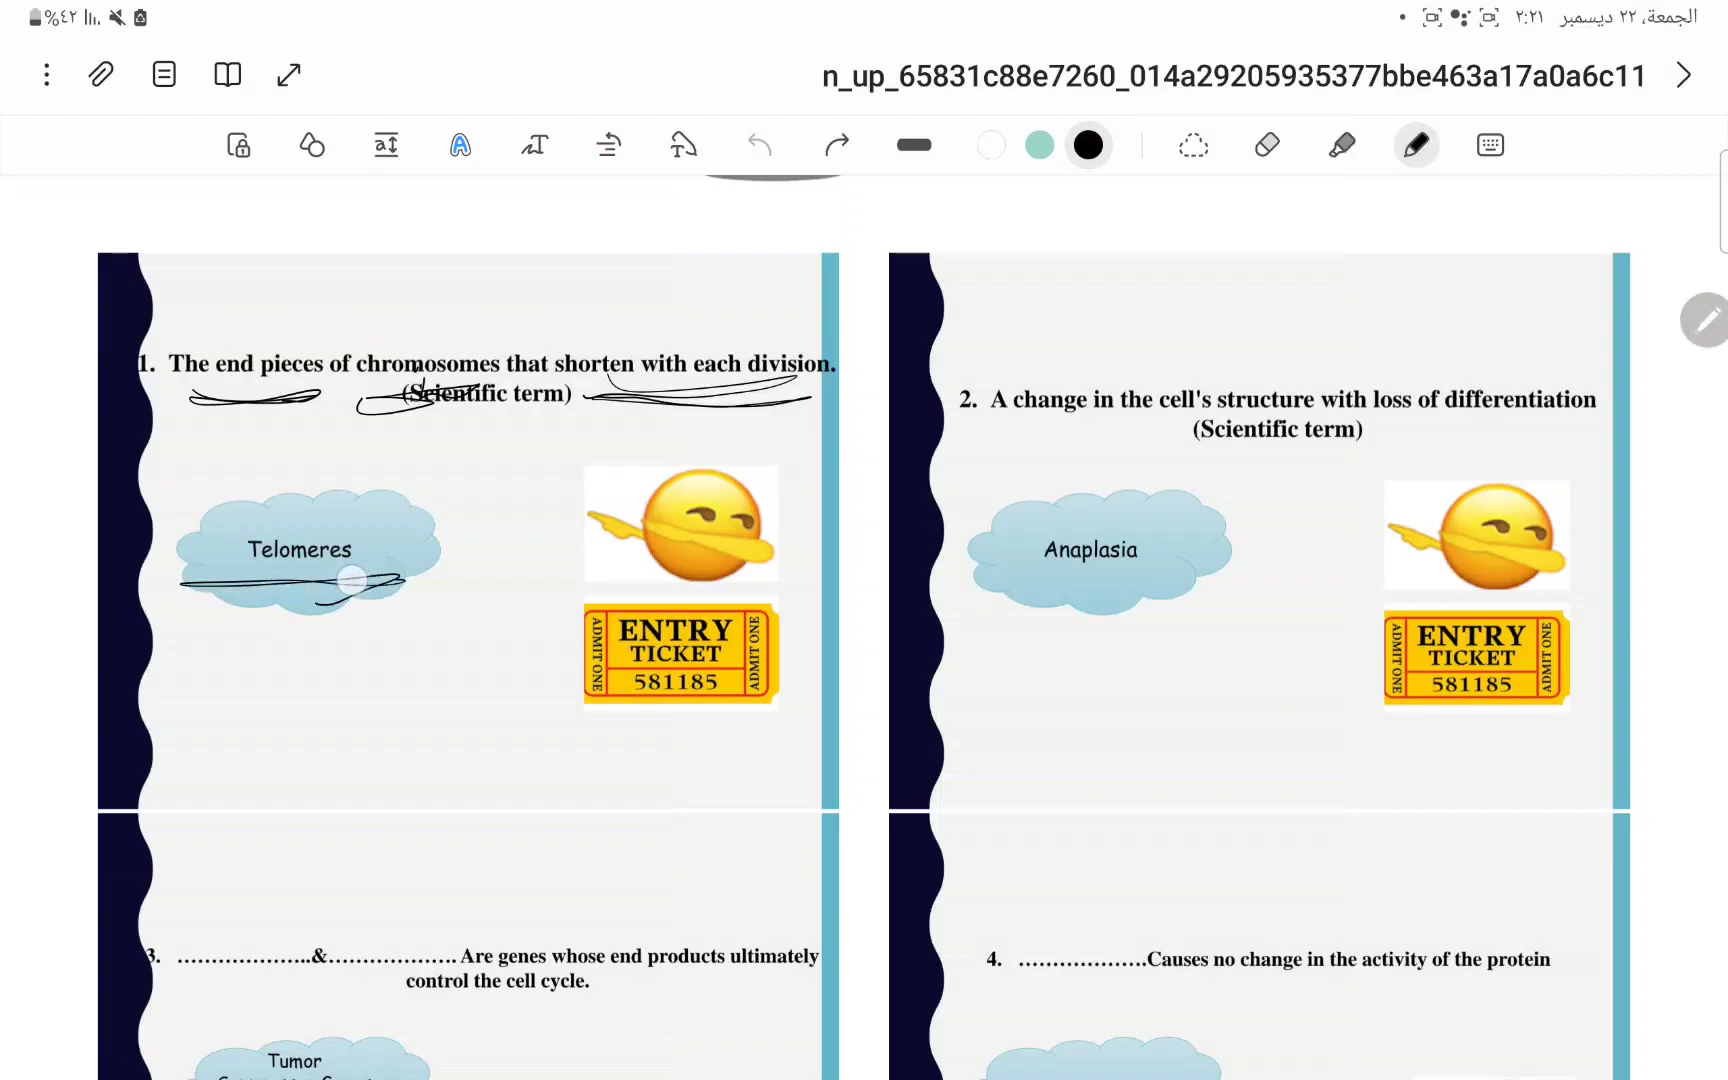 %٤٢
الجمعة، ٢٢ ديسمبر ٢:٢١
n_up_65831c88e7260_014a29205935377bbe463a17a0a6c11
1. The end pieces of chromosomes that shorten with each division.
(Scientific term)
Telomeres
ENTRY
TICKET
581185
ADMIT ONE
ADMIT ONE
2. A change in the cell's structure with loss of differentiation
(Scientific term)
Anaplasia
ENTRY
TICKET
581185
ADMIT ONE
ADMIT ONE
3. ………………..&………………. Are genes whose end products ultimately
control the cell cycle.
Tumor
4. ……………….Causes no change in the activity of the protein